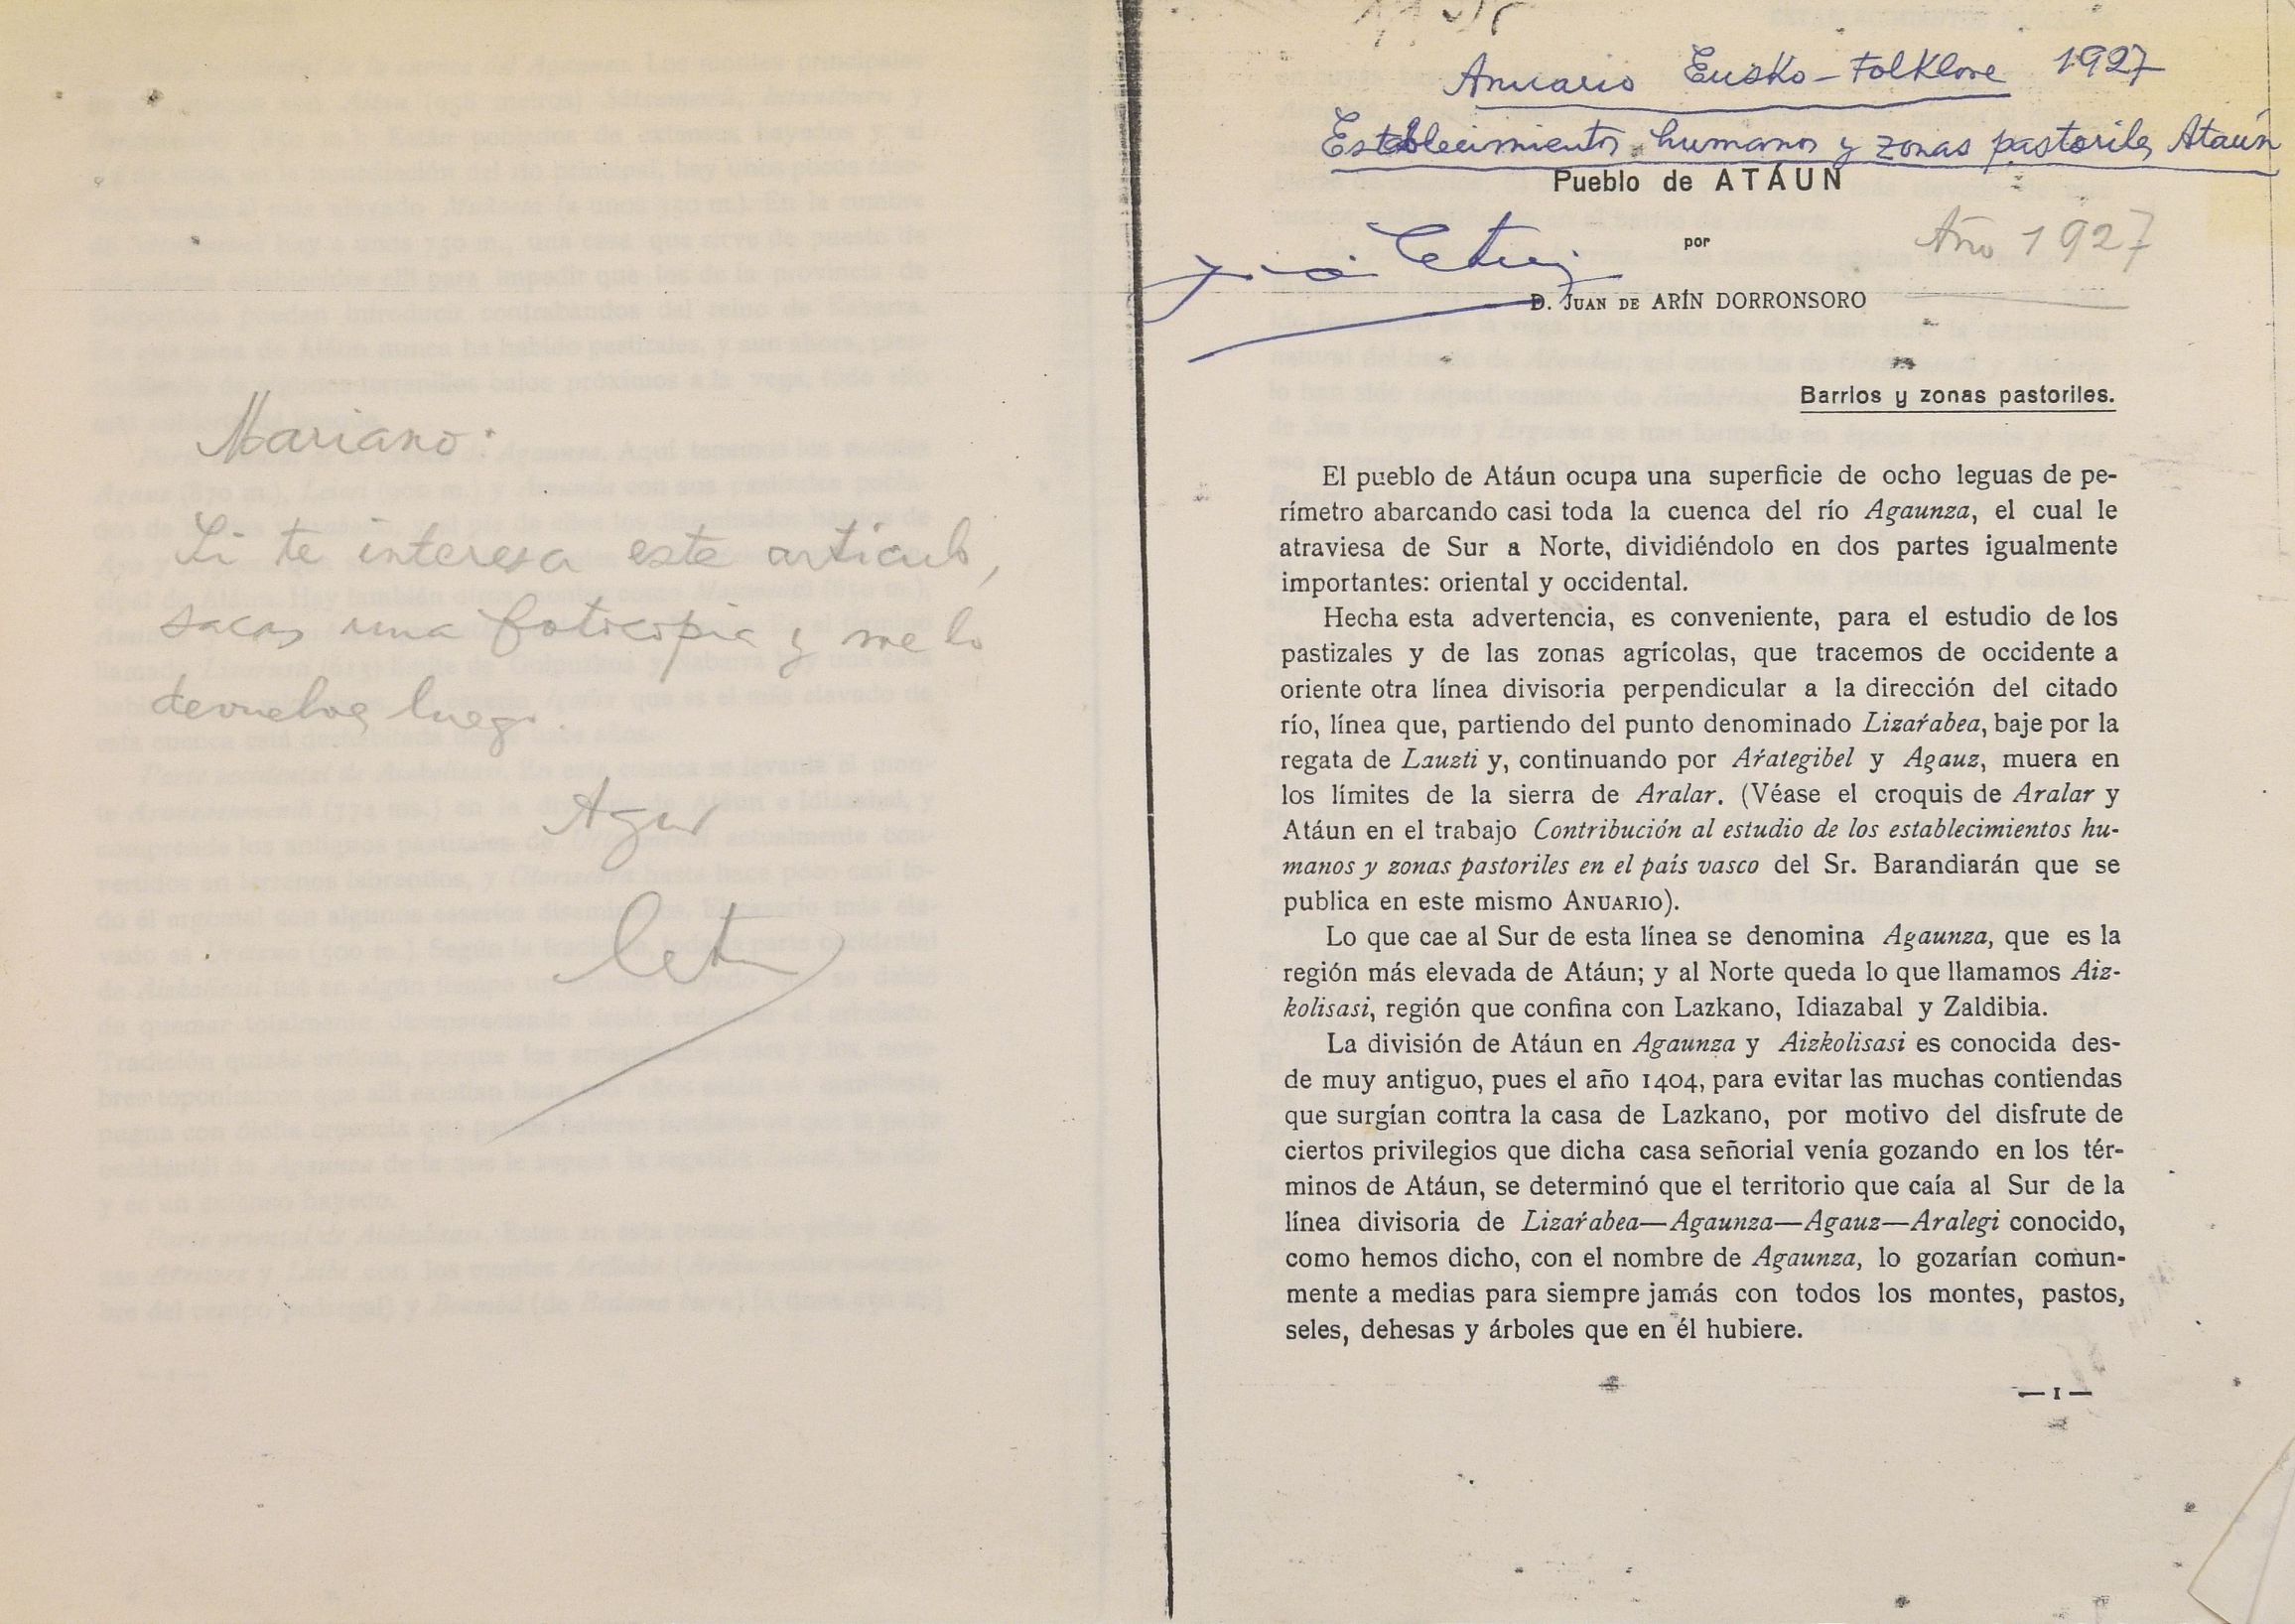 Mariano:
Si te interesa este articulo,
sacas una fotocopia y me lo
devuelves luego.
Agur
Anuario Eusko-Folklore 1927
Establecimientos humanos y zonas pastoriles Ataún
Pueblo de ATÁUN
por
Año 1927
D. JUAN DE ARÍN DORRONSORO
Barrios y zonas pastoriles.
El pueblo de Atáun ocupa una superficie de ocho leguas de pe-
rímetro abarcando casi toda la cuenca del río Agaunza, el cual le
atraviesa de Sur a Norte, dividiéndolo en dos partes igualmente
importantes: oriental y occidental.
Hecha esta advertencia, es conveniente, para el estudio de los
pastizales y de las zonas agrícolas, que tracemos de occidente a
oriente otra línea divisoria perpendicular a la dirección del citado
río, línea que, partiendo del punto denominado Lizaŕabea, baje por la
regata de Lauzti y, continuando por Aŕategibel y Agauz, muera en
los límites de la sierra de Aralar. (Véase el croquis de Aralar y
Atáun en el trabajo Contribución al estudio de los establecimientos hu-
manos y zonas pastoriles en el país vasco del Sr. Barandiarán que se
publica en este mismo ANUARIO).
Lo que cae al Sur de esta línea se denomina Agaunza, que es la
región más elevada de Atáun; y al Norte queda lo que llamamos Aiz-
kolisasi, región que confina con Lazkano, Idiazabal y Zaldibia.
La división de Atáun en Agaunza y Aizkolisasi es conocida des-
de muy antiguo, pues el año 1404, para evitar las muchas contiendas
que surgían contra la casa de Lazkano, por motivo del disfrute de
ciertos privilegios que dicha casa señorial venía gozando en los tér-
minos de Atáun, se determinó que el territorio que caía al Sur de la
línea divisoria de Lizaŕabea—Agaunza—Agauz—Aralegi conocido,
como hemos dicho, con el nombre de Agaunza, lo gozarían comun-
mente a medias para siempre jamás con todos los montes, pastos,
seles, dehesas y árboles que en él hubiere.
— 1 —